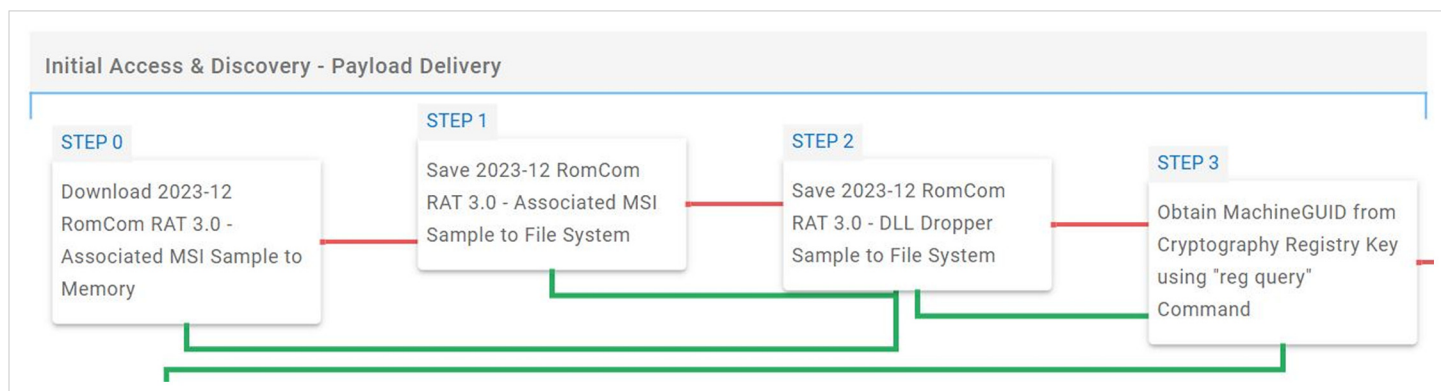 Initial Access & Discovery - Payload Delivery
STEP 0
Download 2023-12
RomCom RAT 3.0 -
Associated MSI Sample to
Memory
STEP 1
Save 2023-12 RomCom
RAT 3.0 - Associated MSI
Sample to File System
STEP 2
Save 2023-12 RomCom
RAT 3.0 - DLL Dropper
Sample to File System
STEP 3
Obtain MachineGUID from
Cryptography Registry Key
using "reg query"
Command